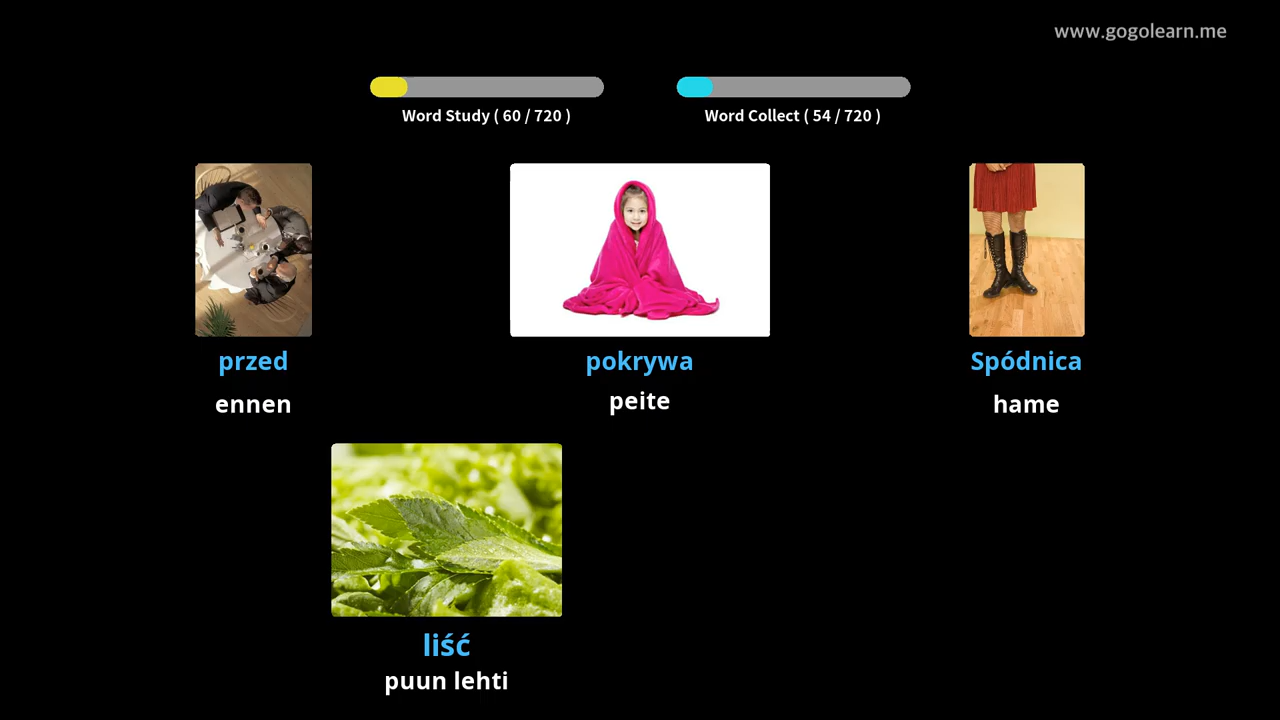 www.gogolearn.me
Word Study ( 60 / 720 )
Word Collect ( 54 / 720 )
przed
pokrywa
Spódnica
ennen
peite
hame
liść
puun lehti